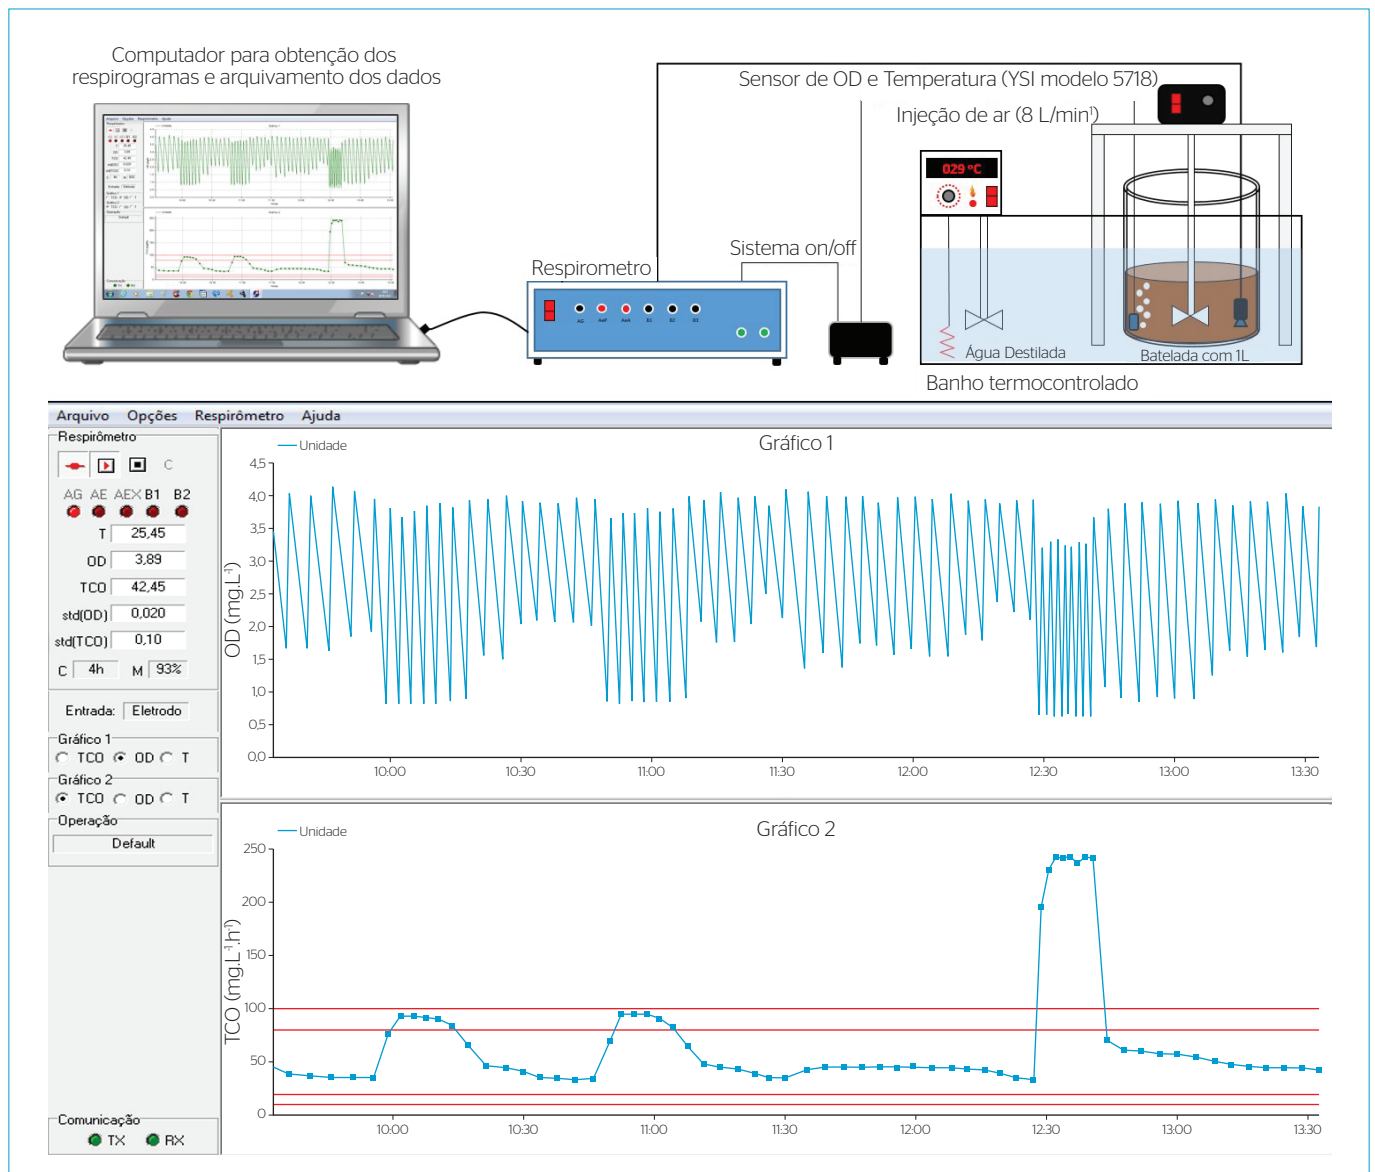 Computador para obtenção dos
respirogramas e arquivamento dos dados
Sensor de OD e Temperatura (YSI modelo 5718)
Injeção de ar (8 L/min¹)
029 ºC
Sistema on/off
Respirometro
AG
B1
B2
Água Destilada
Batelada com 1L
Banho termocontrolado
Arquivo Opções Respirômetro Ajuda
Respirômetro
C
AG AE AEX B1 B2
T 25,45
OD 3,89
TCO 42,45
std(OD) 0,020
std(TCO) 0,10
C 4h M 93%
Entrada: Eletrodo
Gráfico 1
TCO OD T
Gráfico 2
TCO OD T
Operação
Default
Comunicação
TX RX
Unidade
Gráfico 1
OD (mg.L⁻¹)
4,5
4,0
3,5
3,0
2,5
2,0
1,5
1,0
0,5
0,0
10:00 10:30 11:00 11:30 12:00 12:30 13:00 13:30
Unidade
Gráfico 2
TCO (mg.L⁻¹.h⁻¹)
250
200
150
100
50
0
10:00 10:30 11:00 11:30 12:00 12:30 13:00 13:30